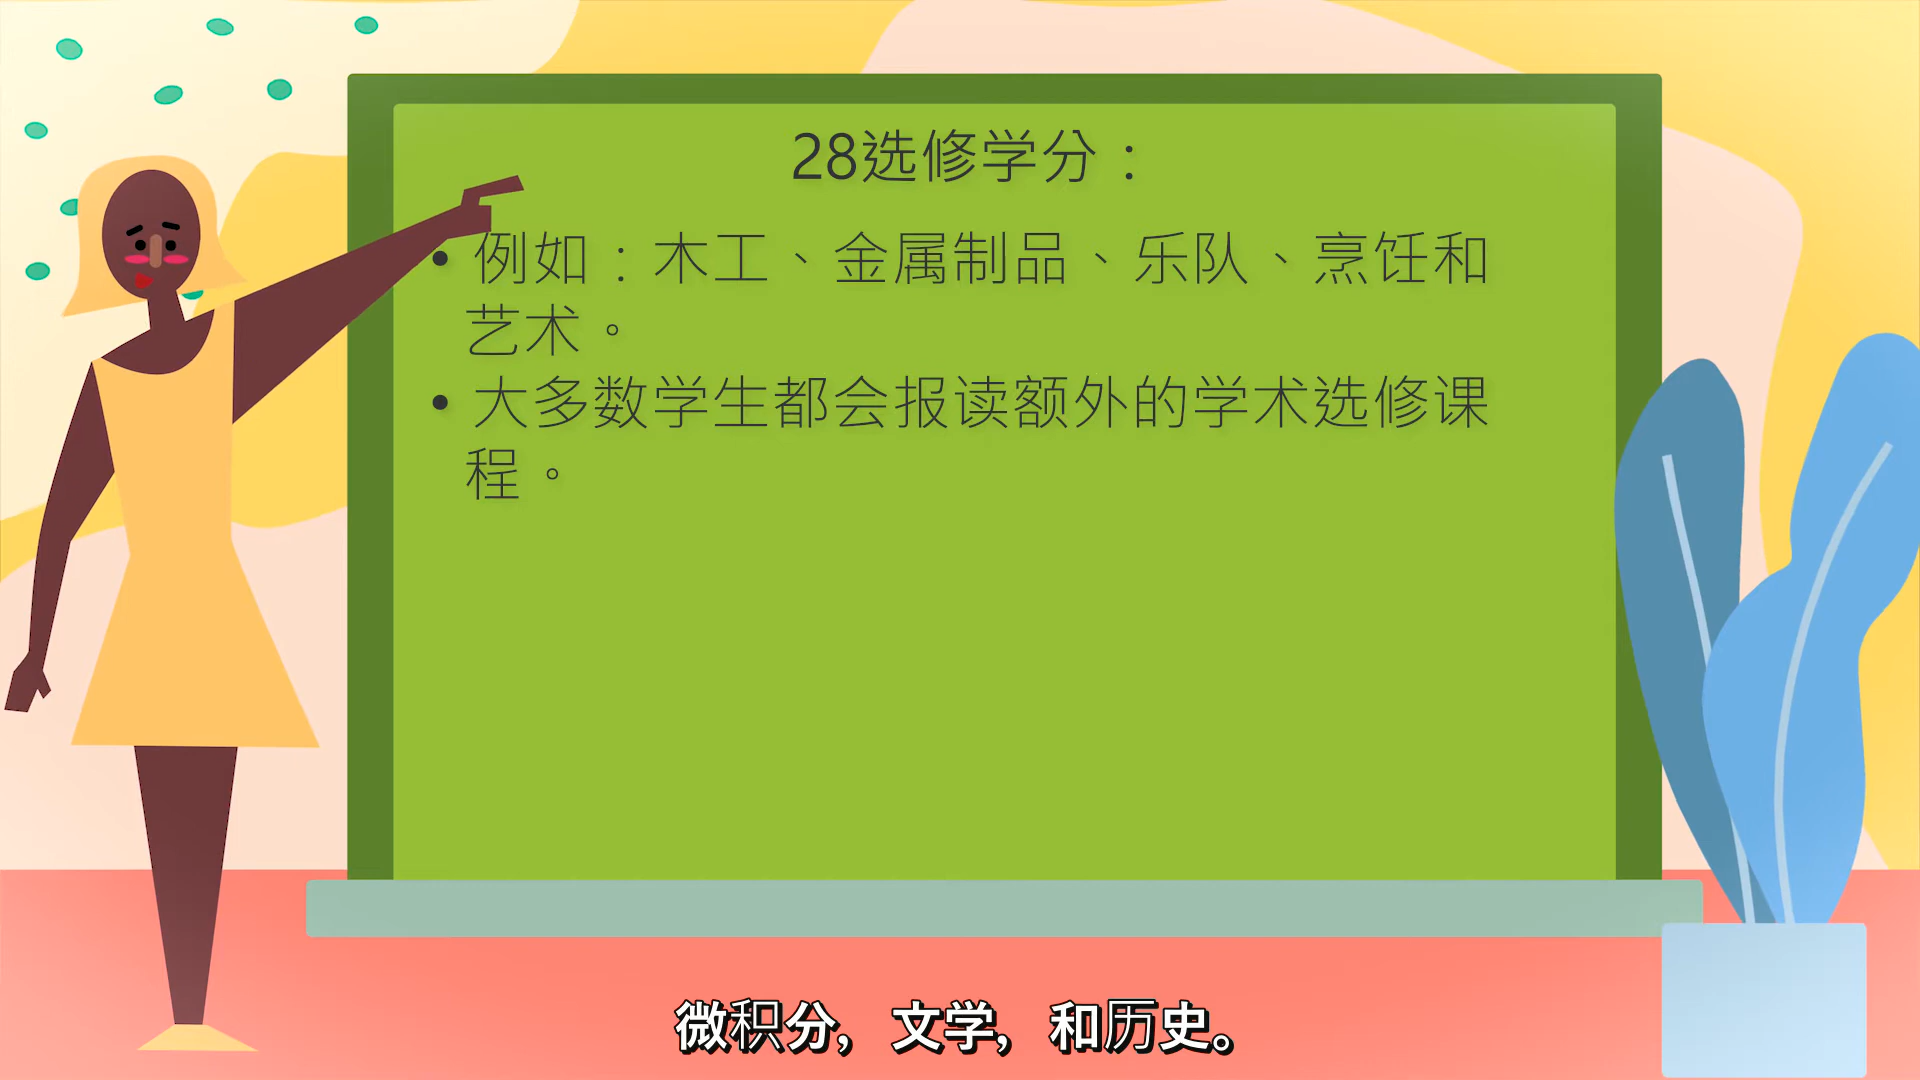 28选修学分：
• 例如：木工、金属制品、乐队、烹饪和
艺术。
• 大多数学生都会报读额外的学术选修课
程。
微积分，文学，和历史。